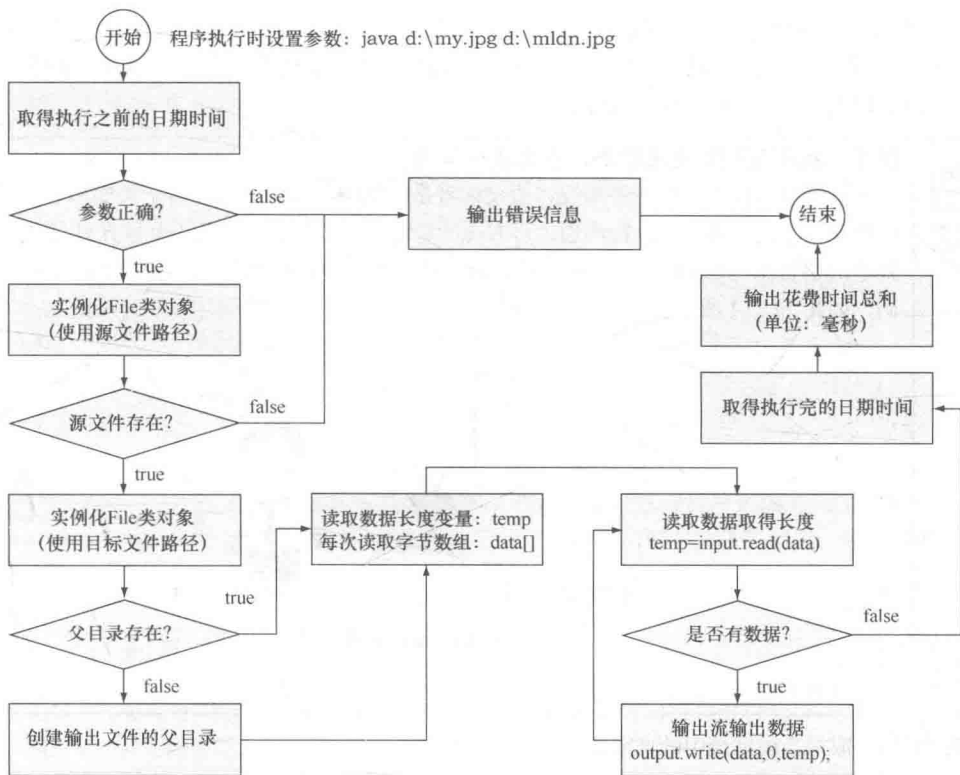 开始
程序执行时设置参数：java d:\my.jpg d:\mldn.jpg
取得执行之前的日期时间
参数正确？
false
输出错误信息
结束
true
实例化File类对象
（使用源文件路径）
输出花费时间总和
（单位：毫秒）
源文件存在？
false
取得执行完的日期时间
true
实例化File类对象
（使用目标文件路径）
读取数据长度变量：temp
每次读取字节数组：data[]
读取数据取得长度
temp=input.read(data)
true
父目录存在？
是否有数据？
false
false
true
创建输出文件的父目录
输出流输出数据
output.write(data,0,temp);